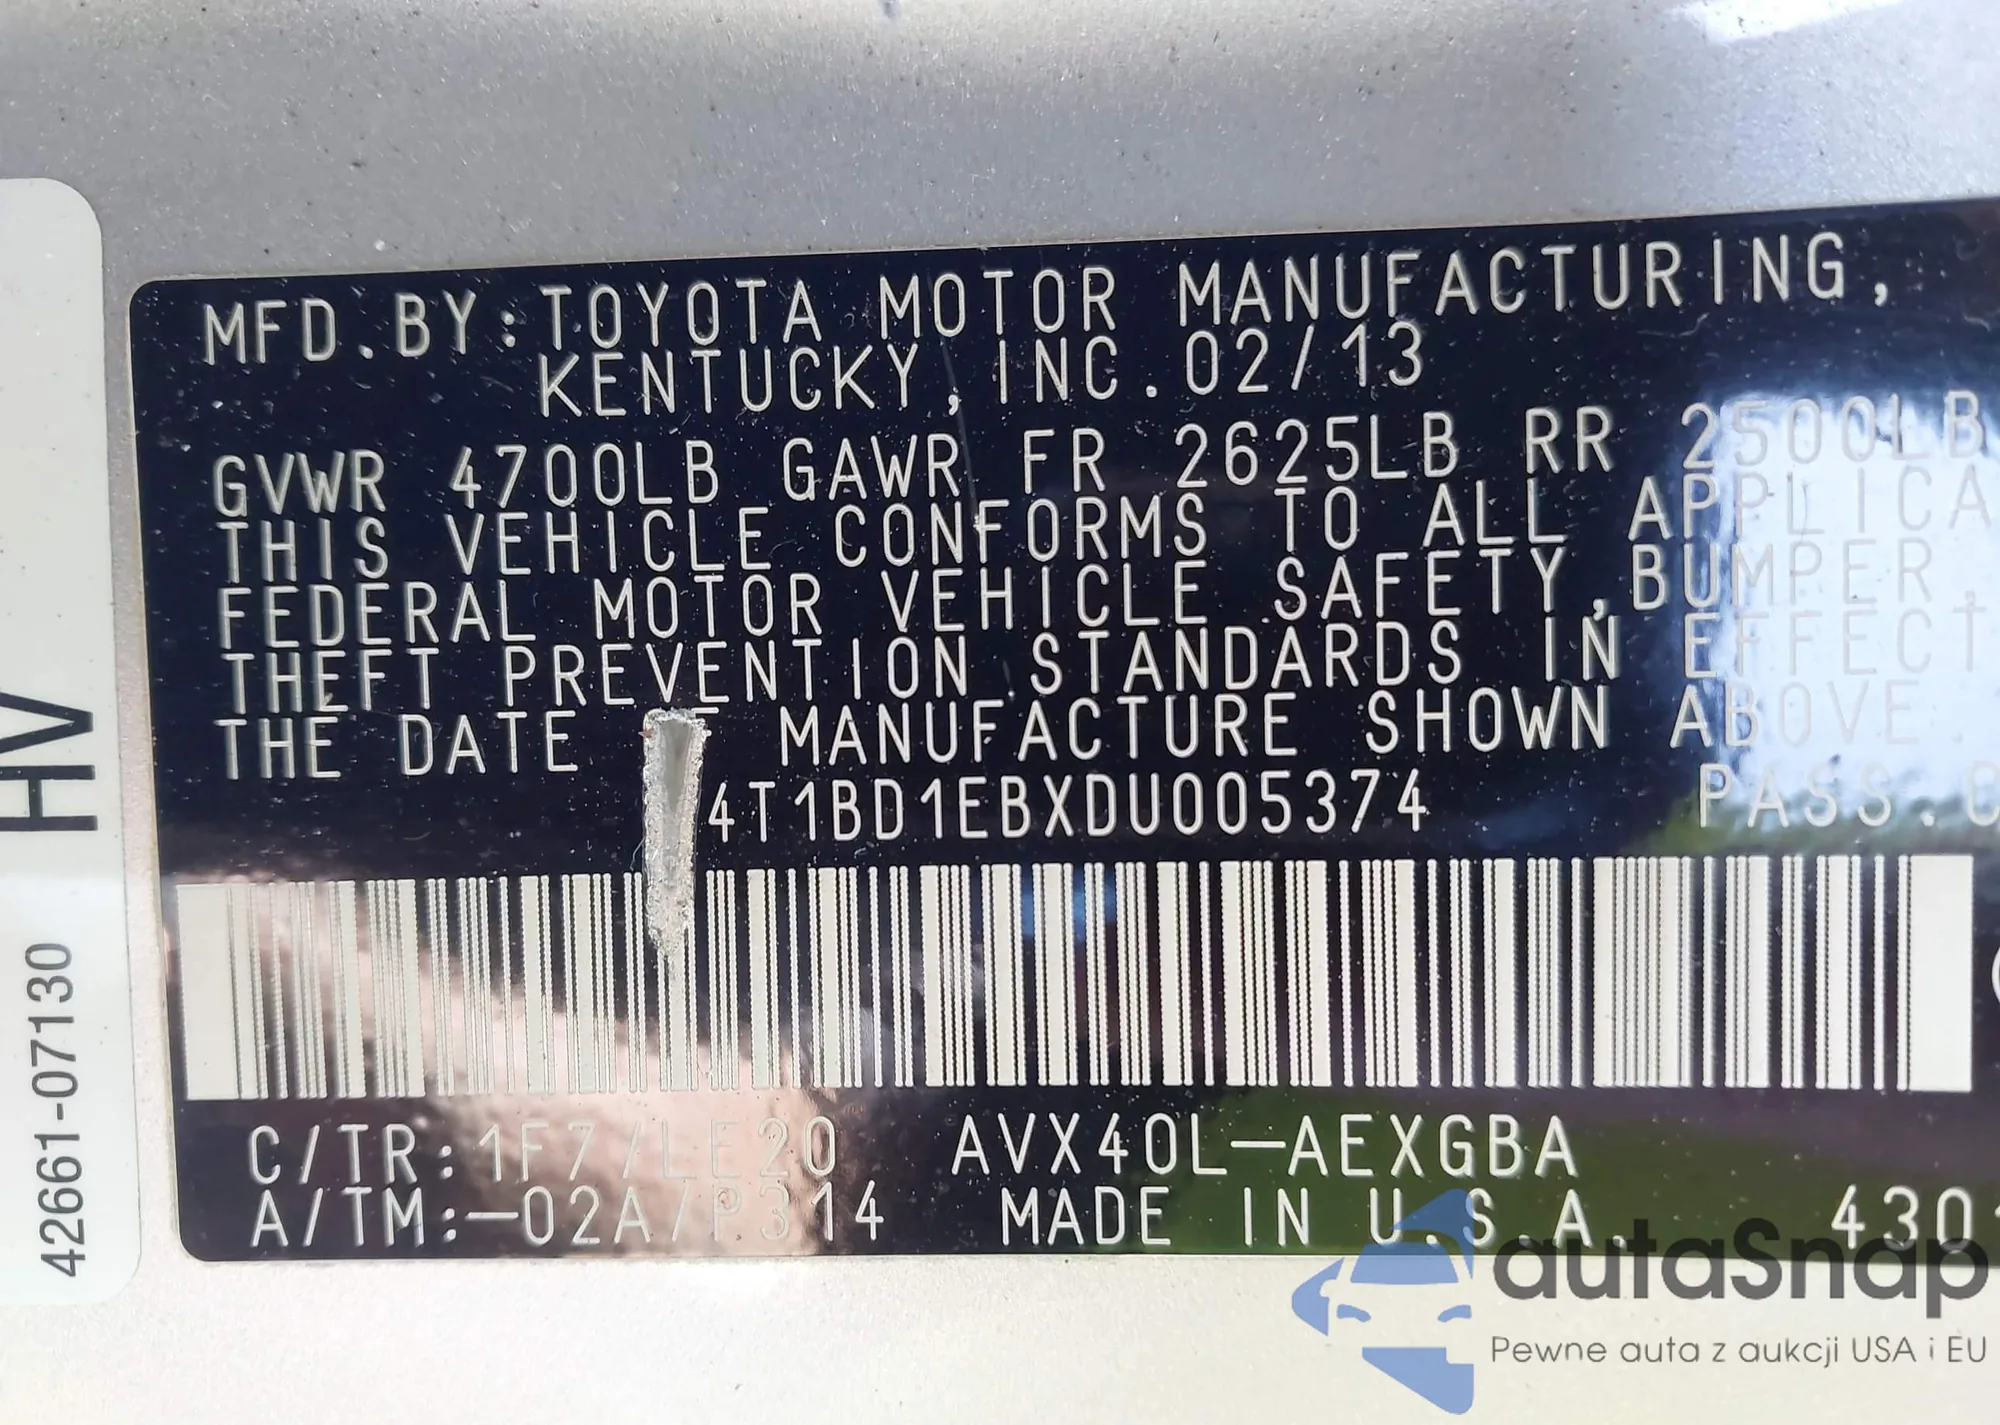 MFD.BY:TOYOTA MOTOR MANUFACTURING,
KENTUCKY, INC.02/13
GVWR 4700LB GAWR FR 2625LB RR 2500LB
THIS VEHICLE CONFORMS TO ALL APPLICA
FEDERAL MOTOR VEHICLE SAFETY,BUMPER,
THEFT PREVENTION STANDARDS IN EFFECT
THE DATE MANUFACTURE SHOWN ABOVE.
4T1BD1EBXDU005374 PASS.C
C/TR:1F7/LE20 AVX40L-AEXGBA
A/TM:-02A/P314 MADE IN U.S.A. 430
HV
42661-07130
autaSnap
Pewne auta z aukcji USA i EU